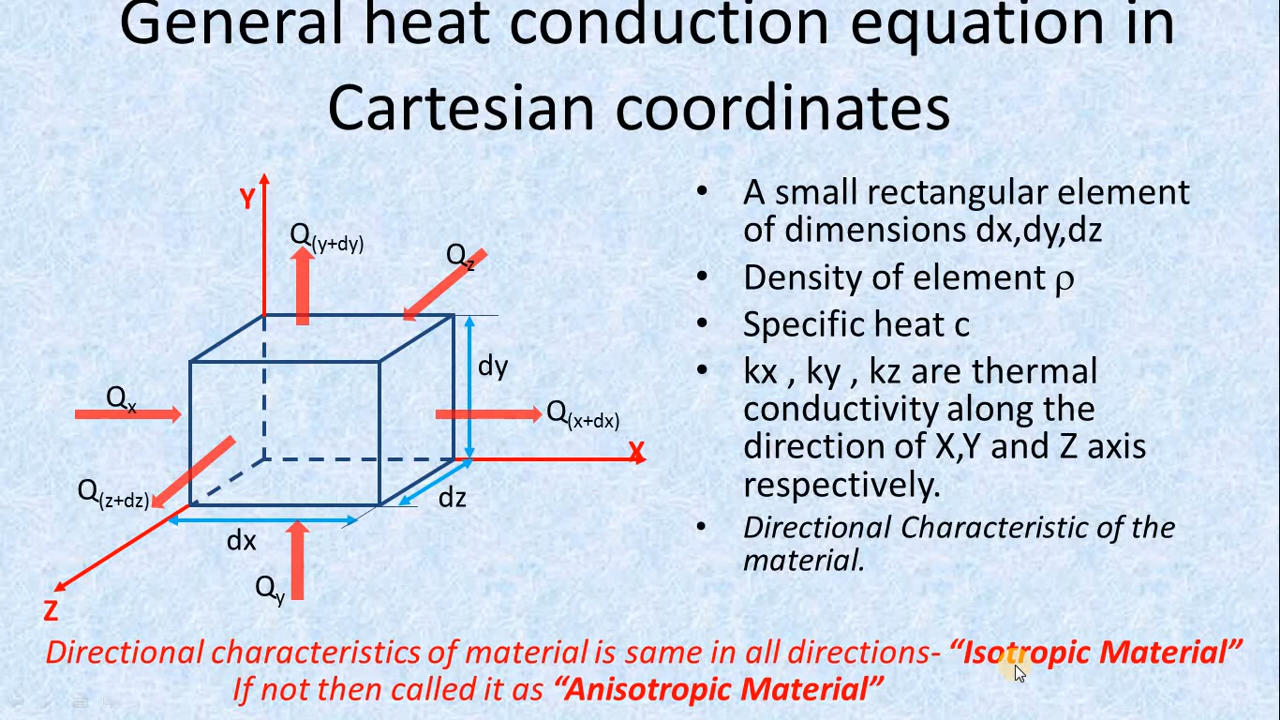 General heat conduction equation in
Cartesian coordinates
Y
Q(y+dy)
Qz
dy
Qx
Q(x+dx)
X
Q(z+dz)
dz
dx
Qy
Z
• A small rectangular element
of dimensions dx,dy,dz
• Density of element ρ
• Specific heat c
• kx , ky , kz are thermal
conductivity along the
direction of X,Y and Z axis
respectively.
• Directional Characteristic of the
material.
Directional characteristics of material is same in all directions- “Isotropic Material”
If not then called it as “Anisotropic Material”